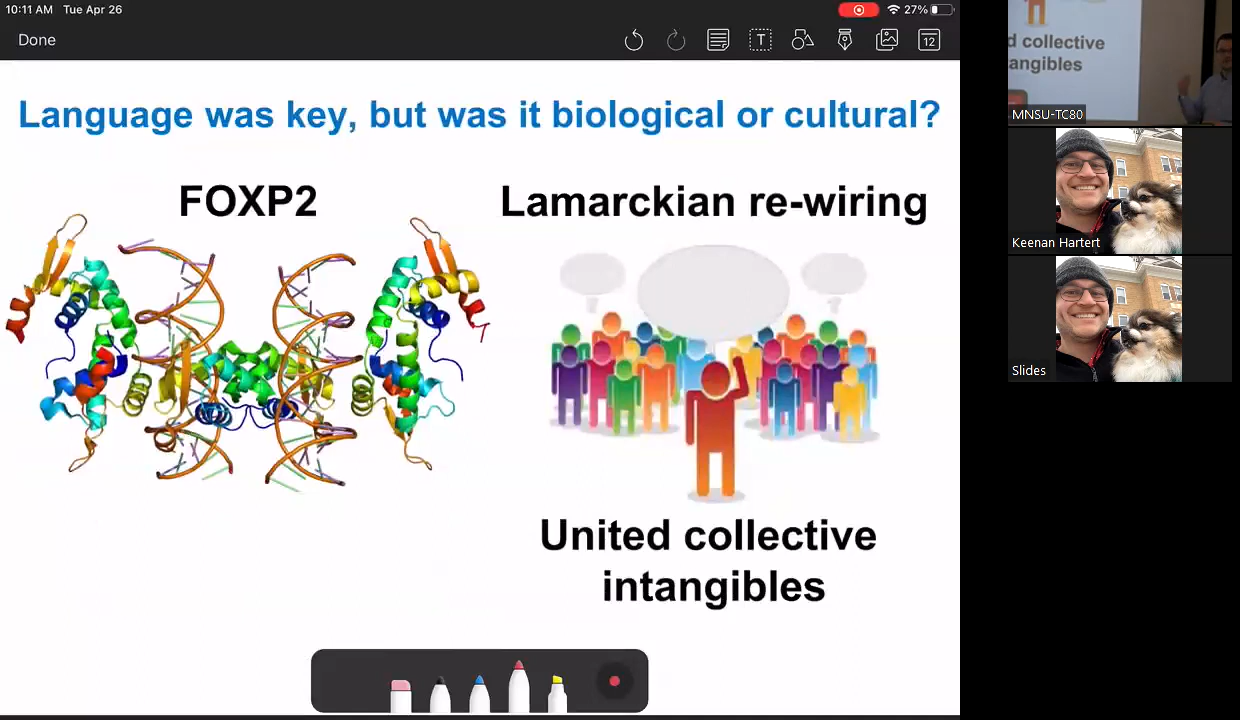 10:11 AM Tue Apr 26
27%
Done
T
12
Language was key, but was it biological or cultural?
FOXP2
Lamarckian re-wiring
United collective
intangibles
d collective
angibles
MNSU-TC80
Keenan Hartert
Slides